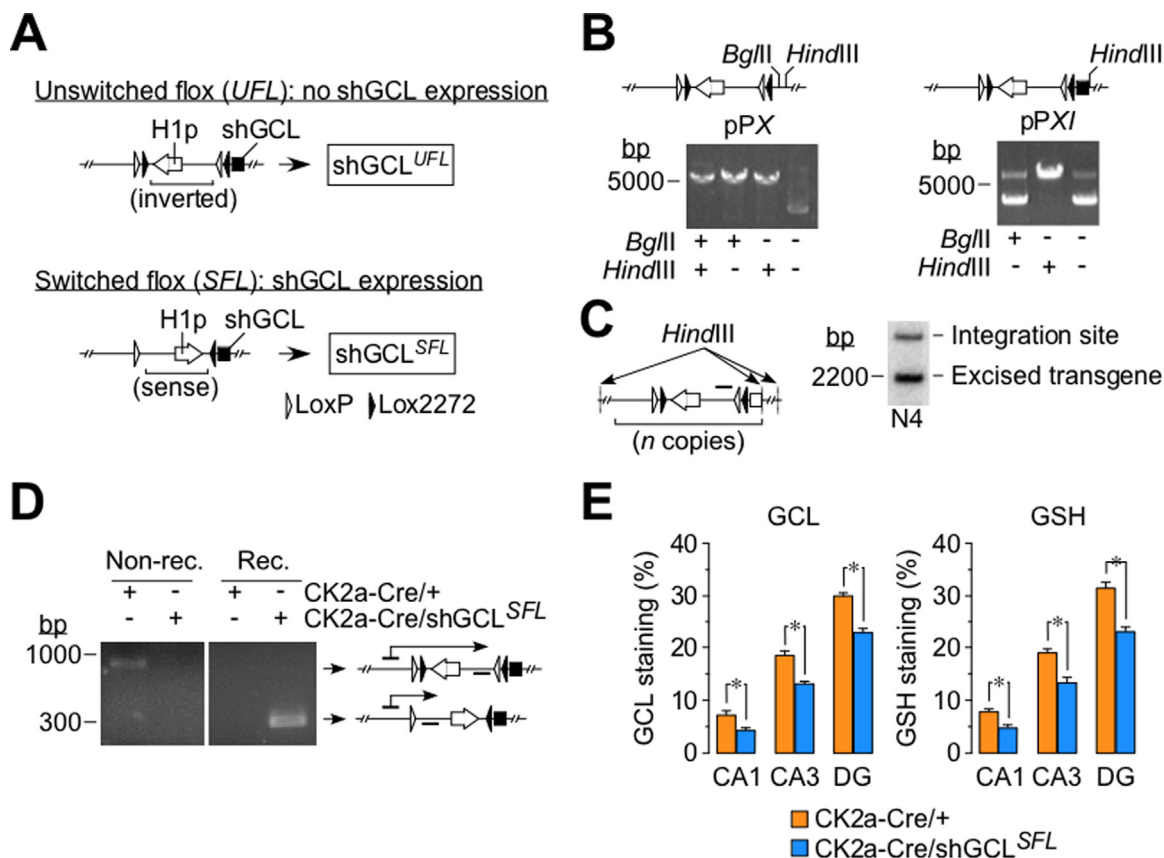 A
Unswitched flox (UFL): no shGCL expression
H1p shGCL
(inverted)
shGCL^UFL
Switched flox (SFL): shGCL expression
H1p shGCL
(sense)
shGCL^SFL
LoxP Lox2272
B
BglII HindIII
pPX
bp
5000
BglII + + - -
HindIII + - + -
HindIII
pPXI
bp
5000
BglII + - -
HindIII - + -
C
HindIII
(n copies)
bp
2200
Integration site
Excised transgene
N4
D
Non-rec. Rec.
+ - + - CK2a-Cre/+
- + - + CK2a-Cre/shGCL^SFL
bp
1000
300
E
GCL
GCL staining (%)
40
30
20
10
0
* * *
CA1 CA3 DG
GSH
GSH staining (%)
40
30
20
10
0
* * *
CA1 CA3 DG
CK2a-Cre/+
CK2a-Cre/shGCL^SFL